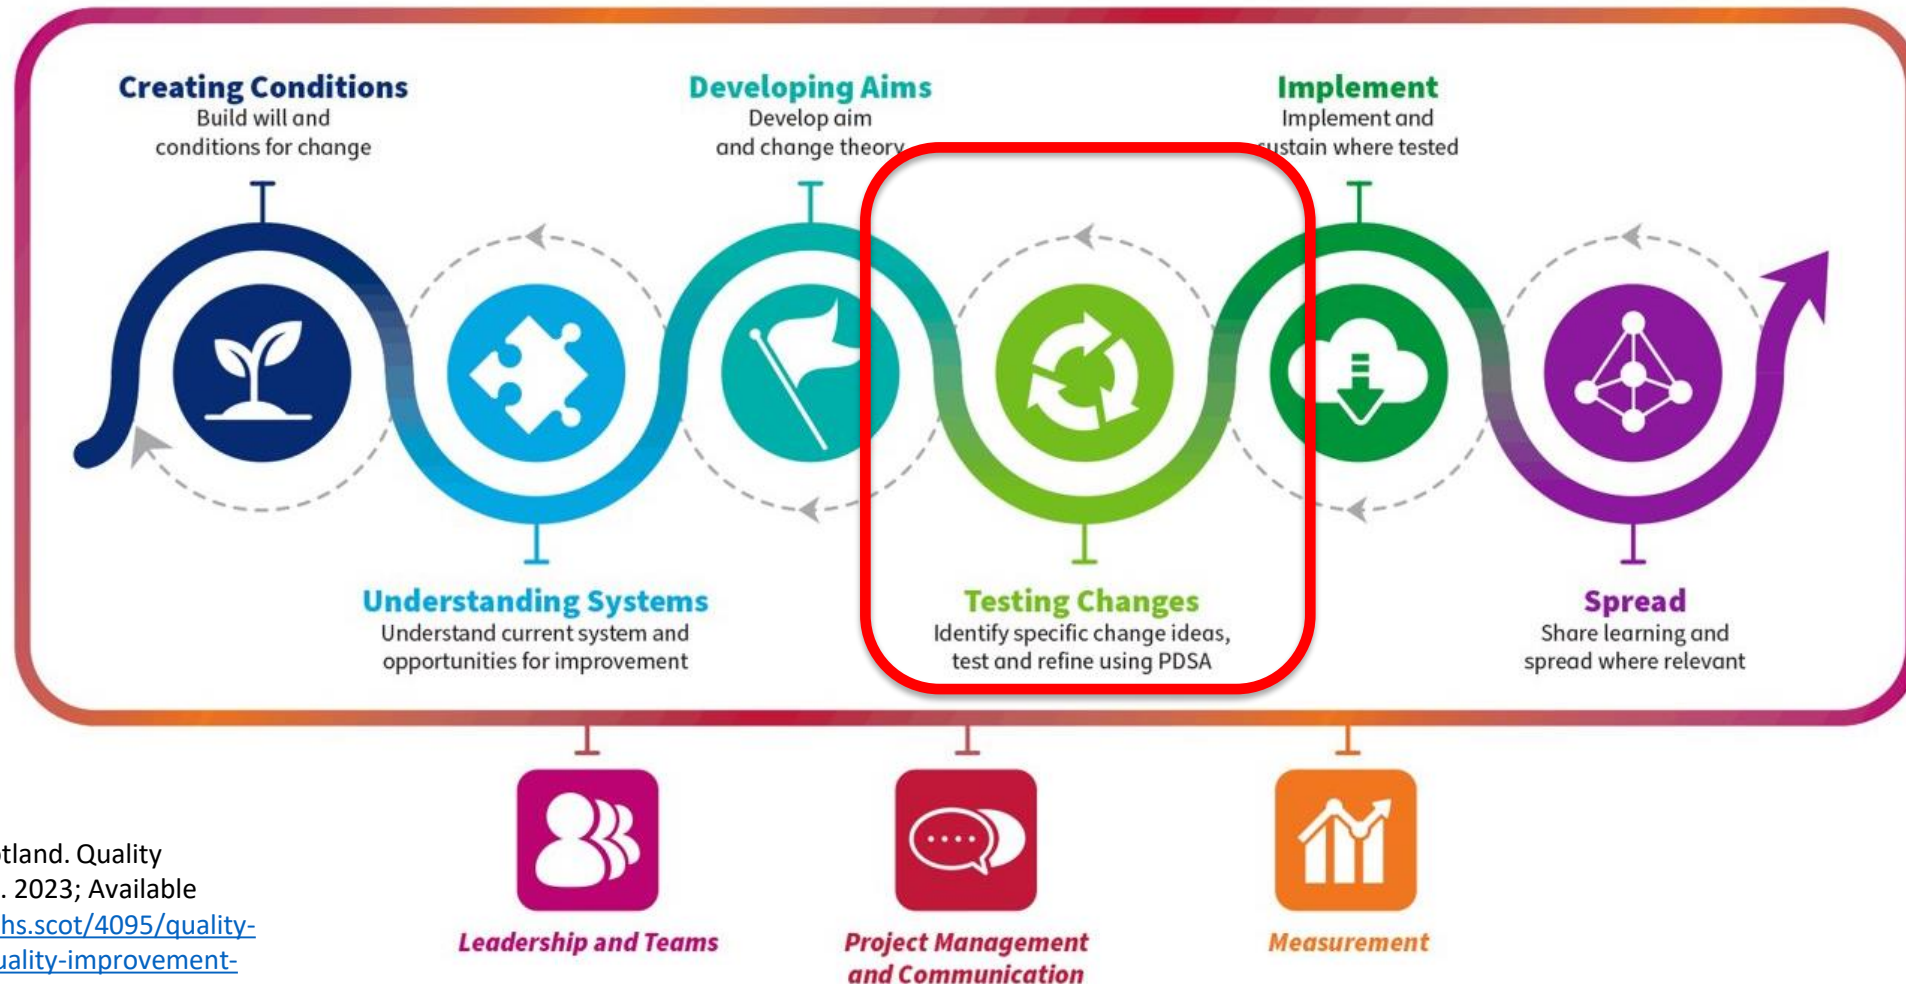 Creating Conditions
Build will and
conditions for change
Developing Aims
Develop aim
and change theory
Implement
Implement and
sustain where tested
Understanding Systems
Understand current system and
opportunities for improvement
Testing Changes
Identify specific change ideas,
test and refine using PDSA
Spread
Share learning and
spread where relevant
Leadership and Teams
Project Management
and Communication
Measurement
otland. Quality
. 2023; Available
hs.scot/4095/quality-
uality-improvement-